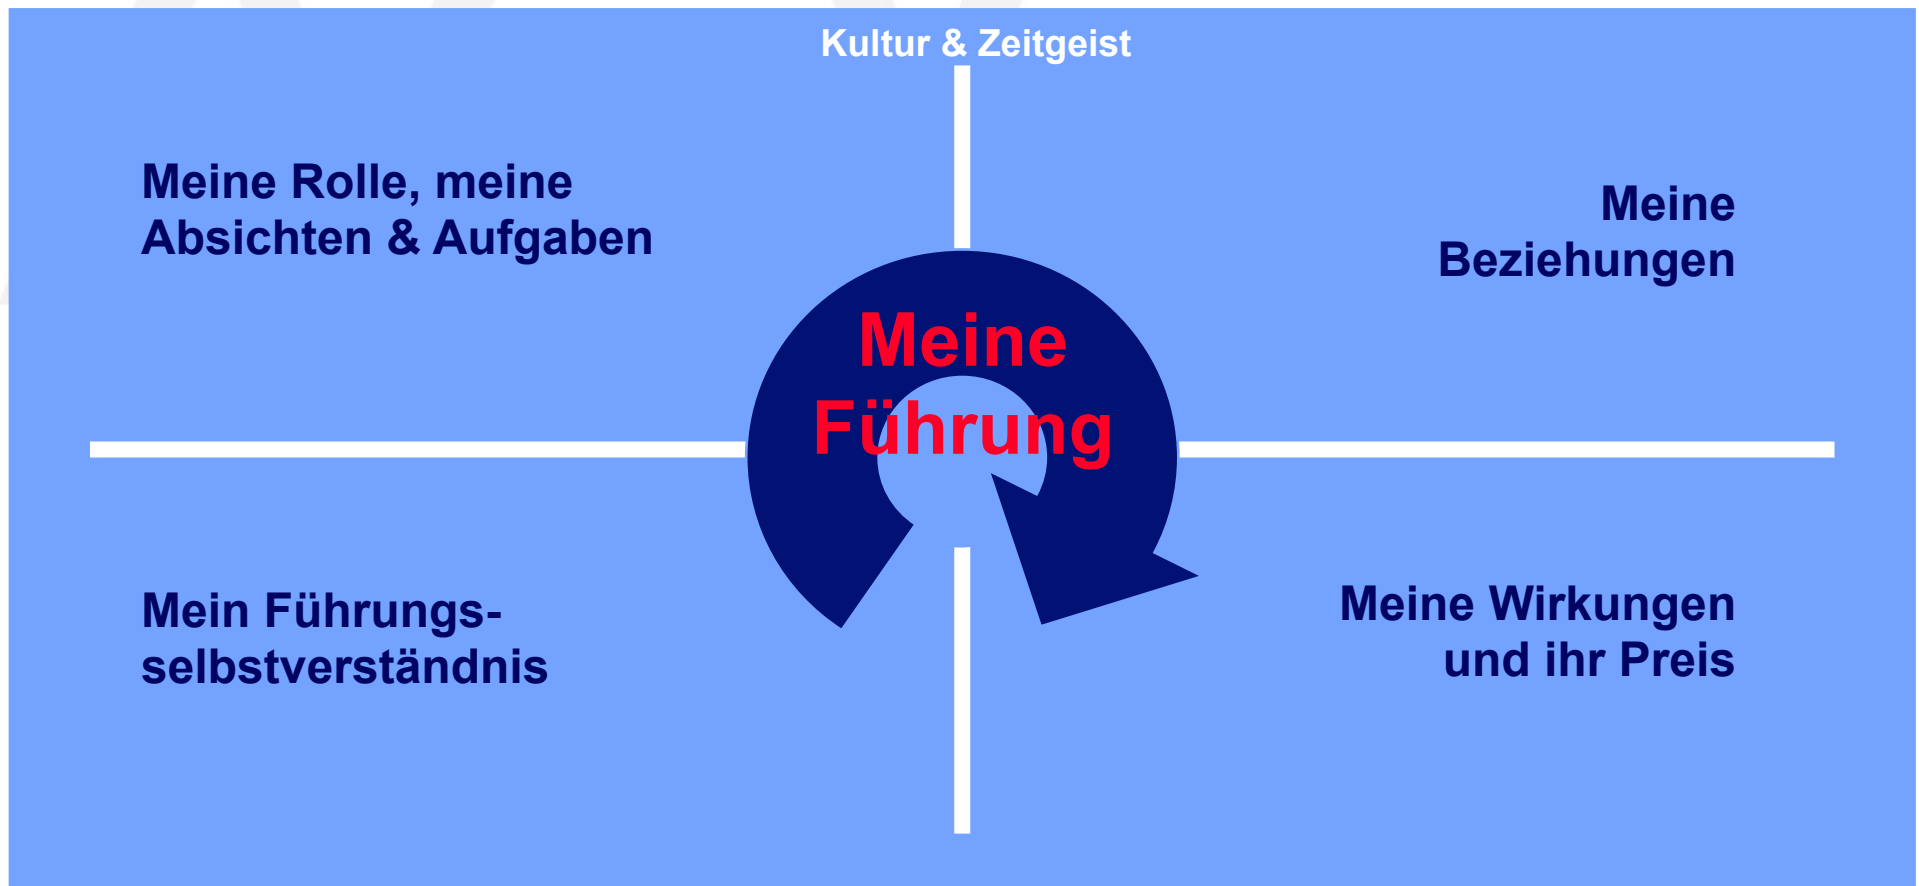 Kultur & Zeitgeist
Meine Rolle, meine
Absichten & Aufgaben
Meine
Beziehungen
Meine
Führung
Mein Führungs-
selbstverständnis
Meine Wirkungen
und ihr Preis